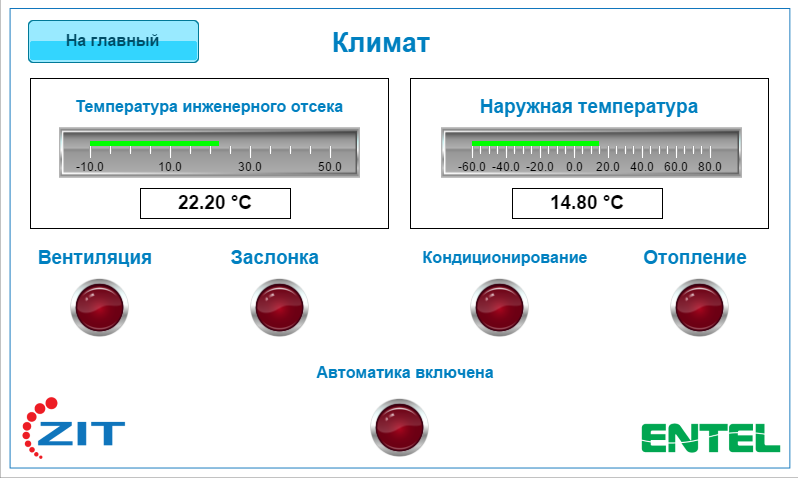 На главный
Климат
Температура инженерного отсека
-10.0 10.0 30.0 50.0
22.20 °C
Наружная температура
-60.0 -40.0 -20.0 0.0 20.0 40.0 60.0 80.0
14.80 °C
Вентиляция
Заслонка
Кондиционирование
Отопление
Автоматика включена
ZIT
ENTEL